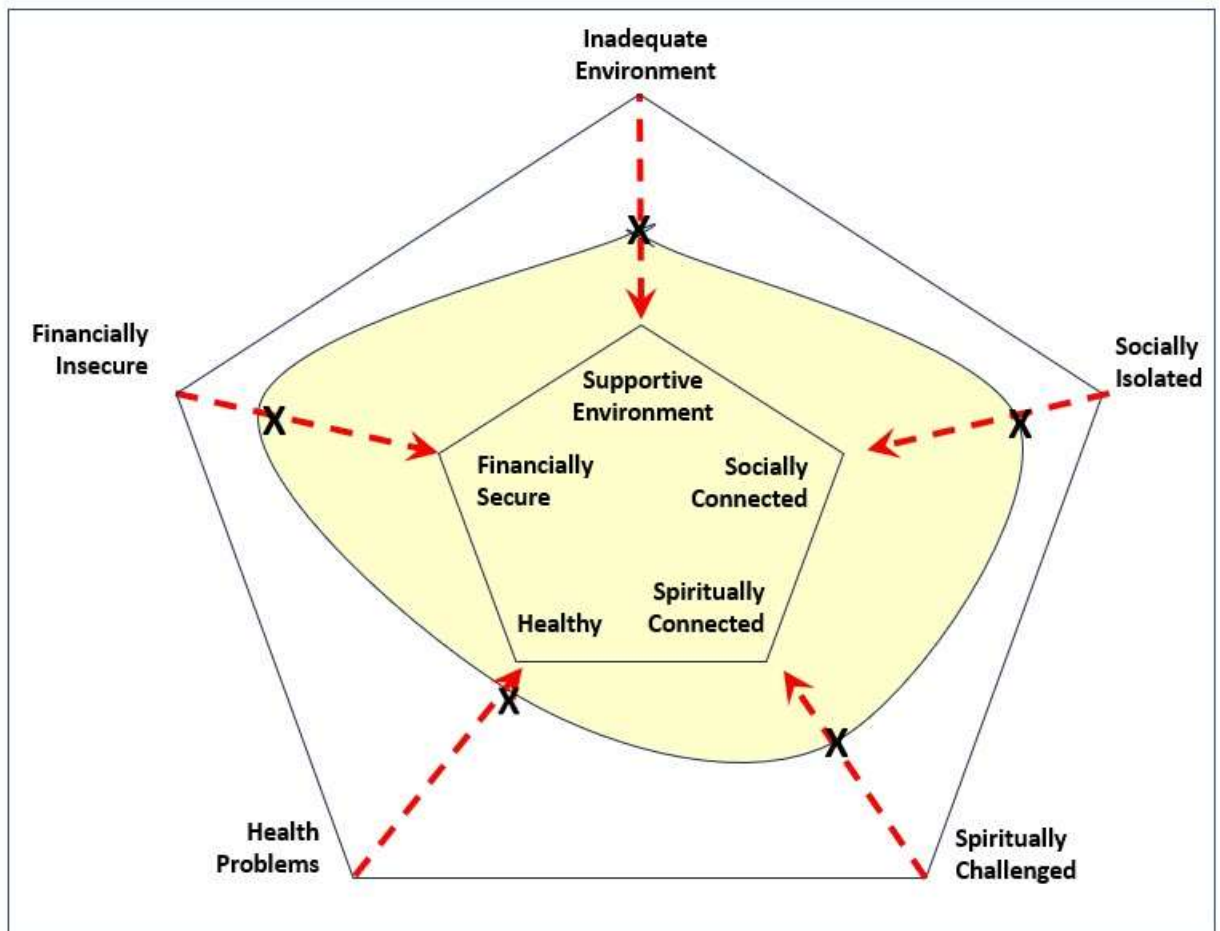 Inadequate
Environment
Financially
Insecure
Socially
Isolated
Supportive
Environment
Financially
Secure
Socially
Connected
Healthy
Spiritually
Connected
Health
Problems
Spiritually
Challenged
X
X
X
X
X